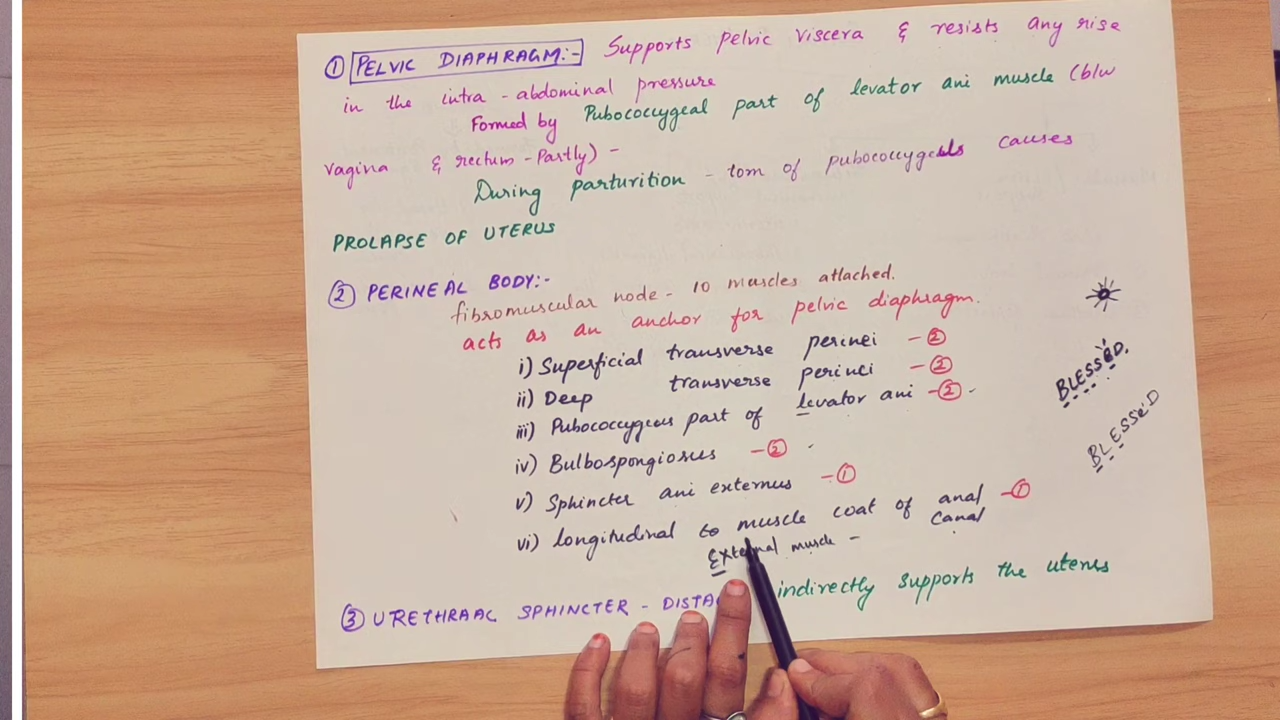 ① PELVIC DIAPHRAGM:- Supports pelvic viscera & resists any rise
in the intra-abdominal pressure
Formed by Pubococcygeal part of levator ani muscle (b/w
vagina & rectum-Partly) -
During parturition - torn of pubococcygeus causes
PROLAPSE OF UTERUS
② PERINEAL BODY:-
fibromuscular node - 10 muscles attached.
acts as an anchor for pelvic diaphragm.
i) Superficial transverse perinei - ②
ii) Deep transverse perinei - ②
iii) Pubococcygeus part of levator ani - ②
iv) Bulbospongiosus - ②
v) Sphincter ani externus - ①
vi) longitudinal to muscle coat of anal - ①
canal
External muscle -
③ URETHRAAC SPHINCTER - indirectly supports the uterus
BLESSED.
BLESSED